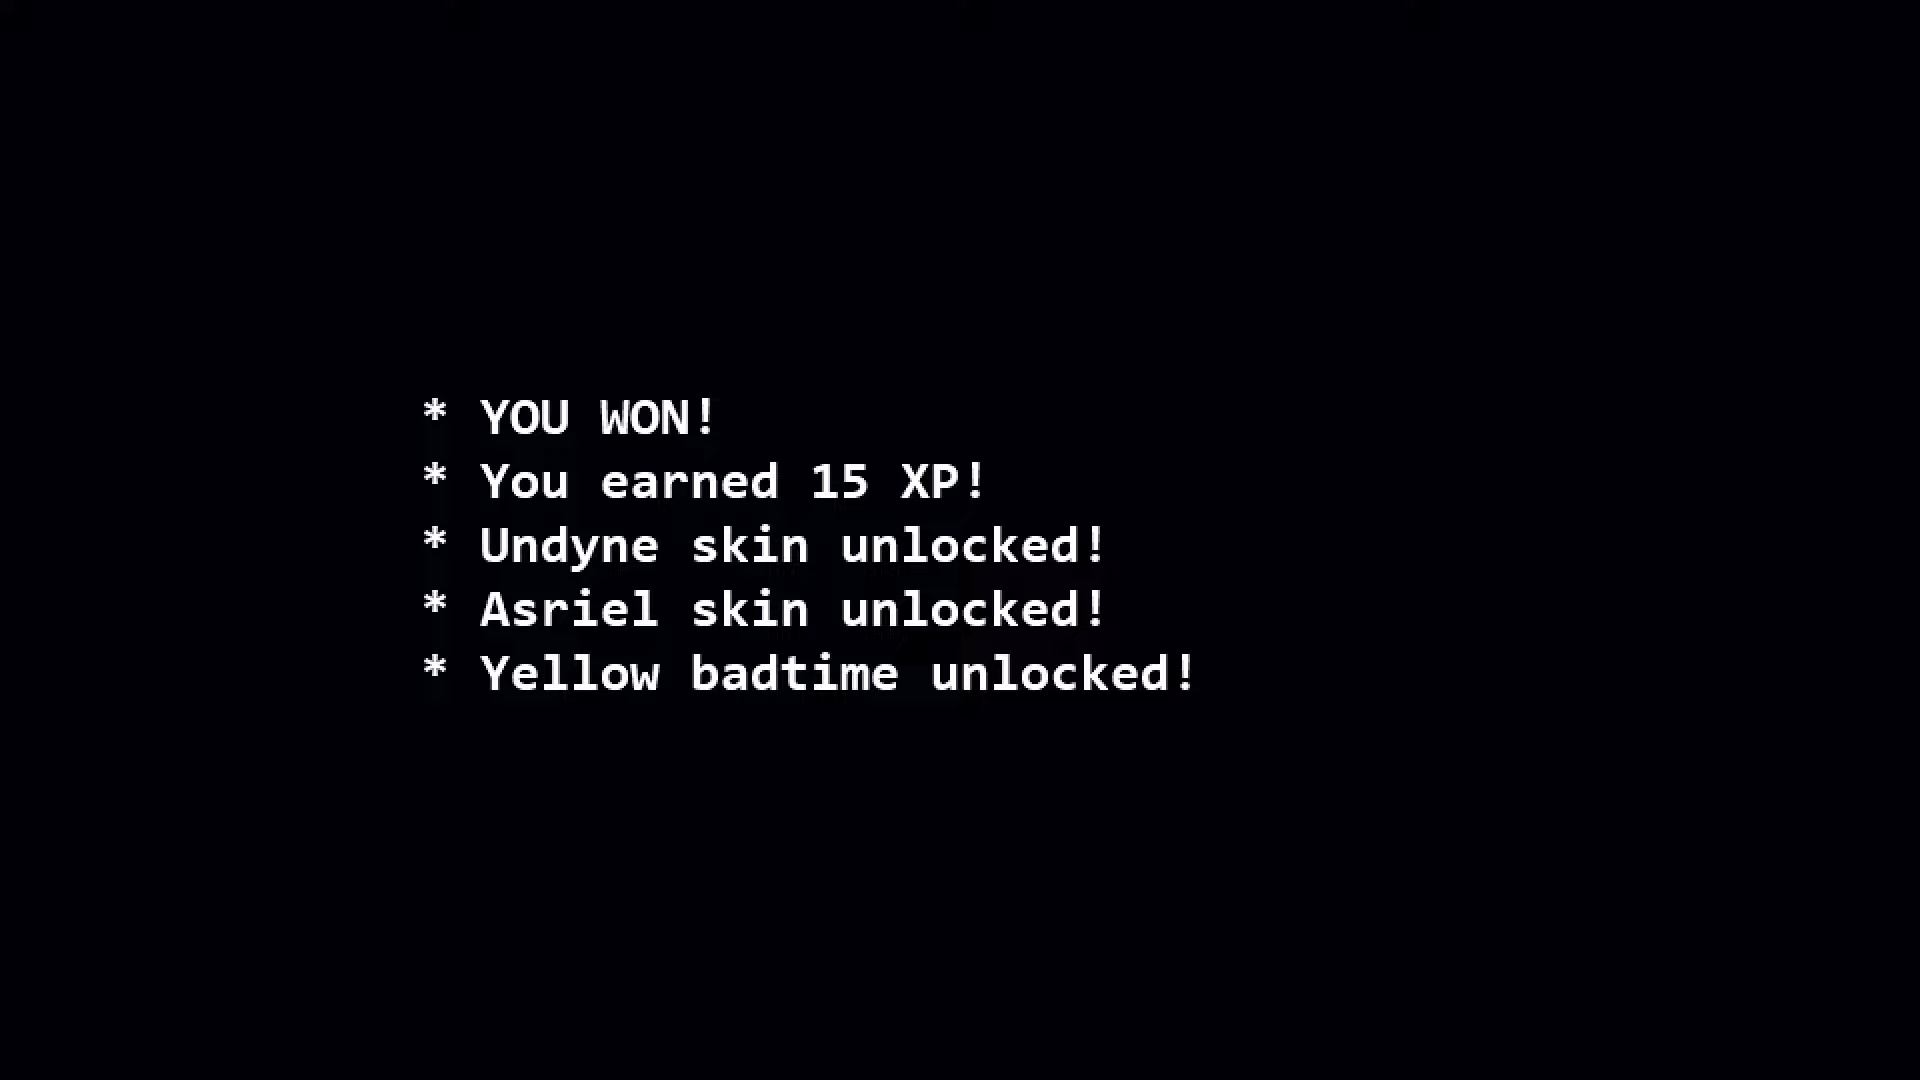 * YOU WON!
* You earned 15 XP!
* Undyne skin unlocked!
* Asriel skin unlocked!
* Yellow badtime unlocked!